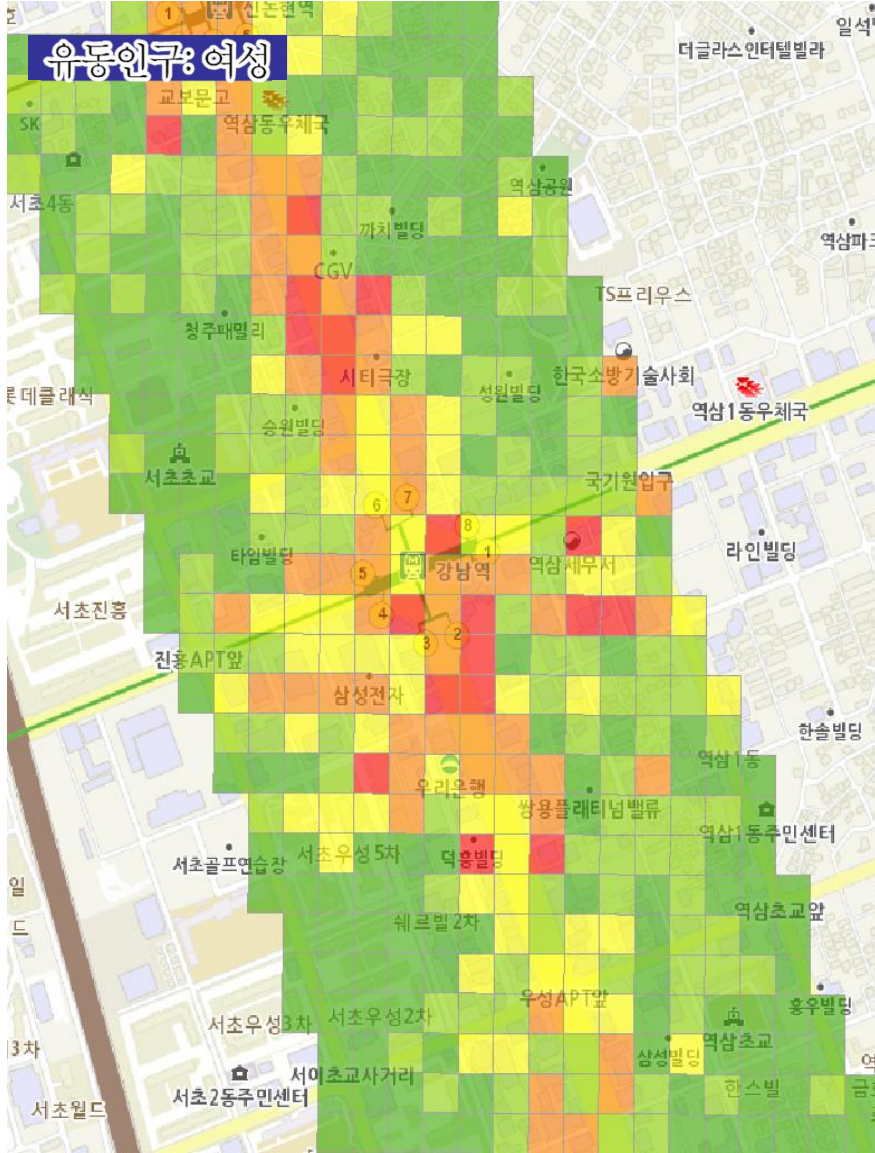 1
신논현역
일석
유동인구: 여성
더글라스인터텔빌라
교보문고
SK
역삼동우체국
역삼공원
서초4동
까치빌딩
역삼파크
CGV
TS프리우스
청주패밀리
시티극장
성원빌딩
한국소방기술사회
롯데클래식
역삼1동우체국
승원빌딩
서초초교
국기원입구
6
7
8
1
타임빌딩
강남역
역삼세무서
라인빌딩
5
서초진흥
4
3
2
진흥APT앞
삼성전자
한솔빌딩
역삼1동
우리은행
쌍용플래티넘밸류
역삼1동주민센터
서초골프연습장
서초우성5차
덕흥빌딩
역삼초교앞
쉐르빌2차
우성APT앞
홍우빌딩
서초우성3차
서초우성2차
역삼초교
3차
삼성빌딩
서초2동주민센터
서이초교사거리
한스빌
서초월드